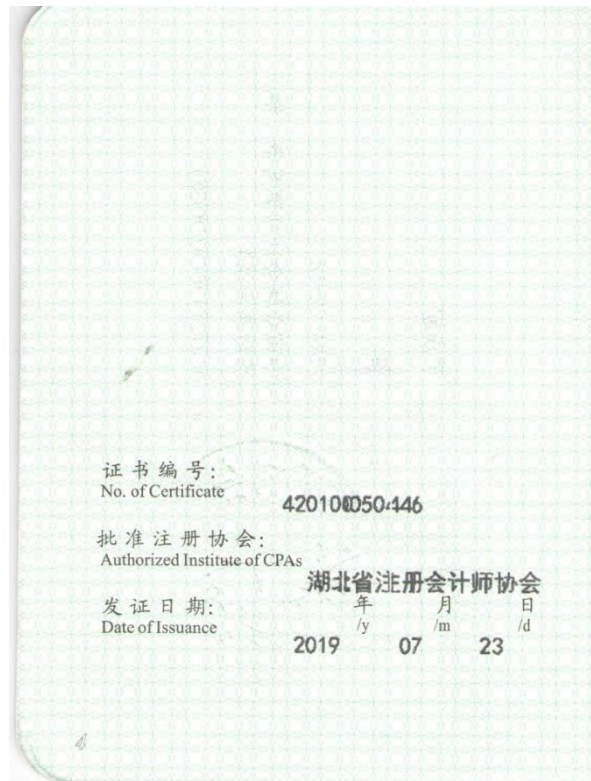 证书编号:
No. of Certificate
420100050446
批准注册协会:
Authorized Institute of CPAs
湖北省注册会计师协会
发证日期:
Date of Issuance
年 月 日
/y /m /d
2019 07 23
4